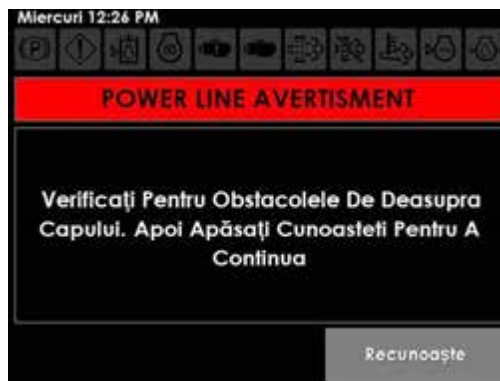 Miercuri 12:26 PM
POWER LINE AVERTISMENT
Verificați Pentru Obstacolele De Deasupra
Capului. Apoi Apăsați Cunoasteti Pentru A
Continua
Recunoaște